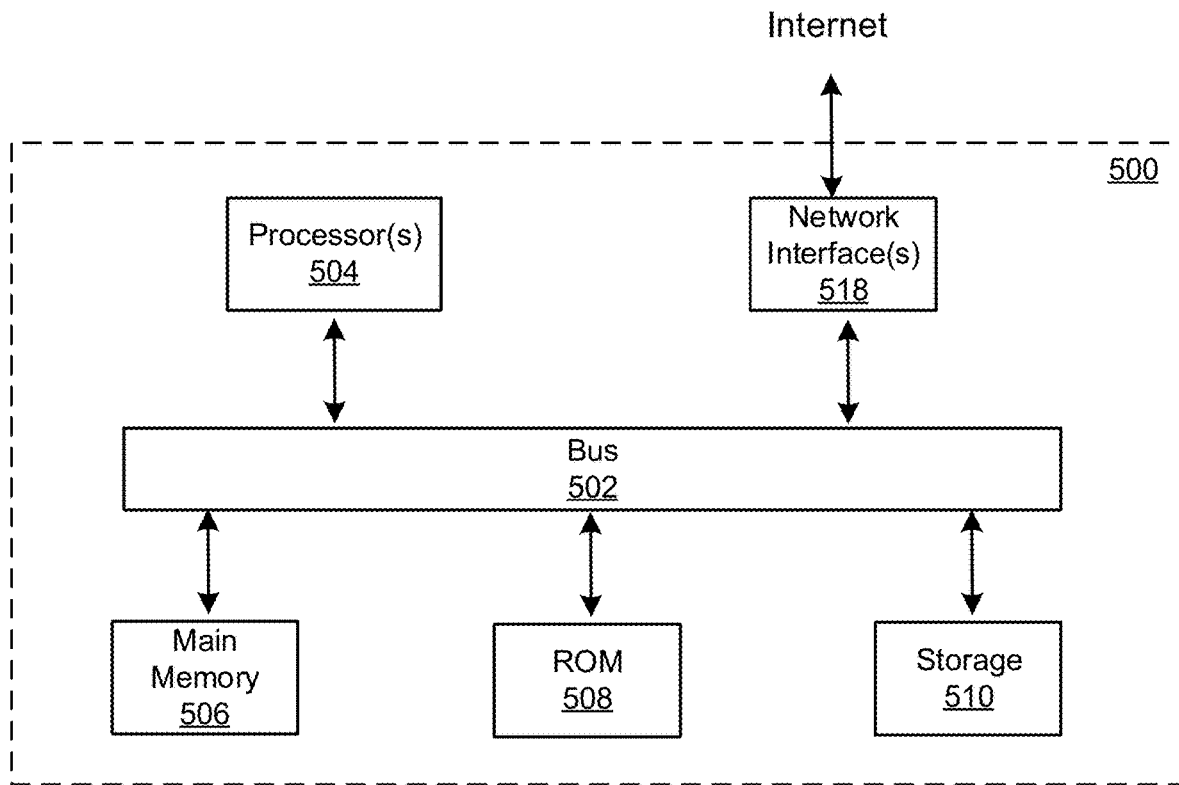 Internet
500
Processor(s)
504
Network
Interface(s)
518
Bus
502
Main
Memory
506
ROM
508
Storage
510